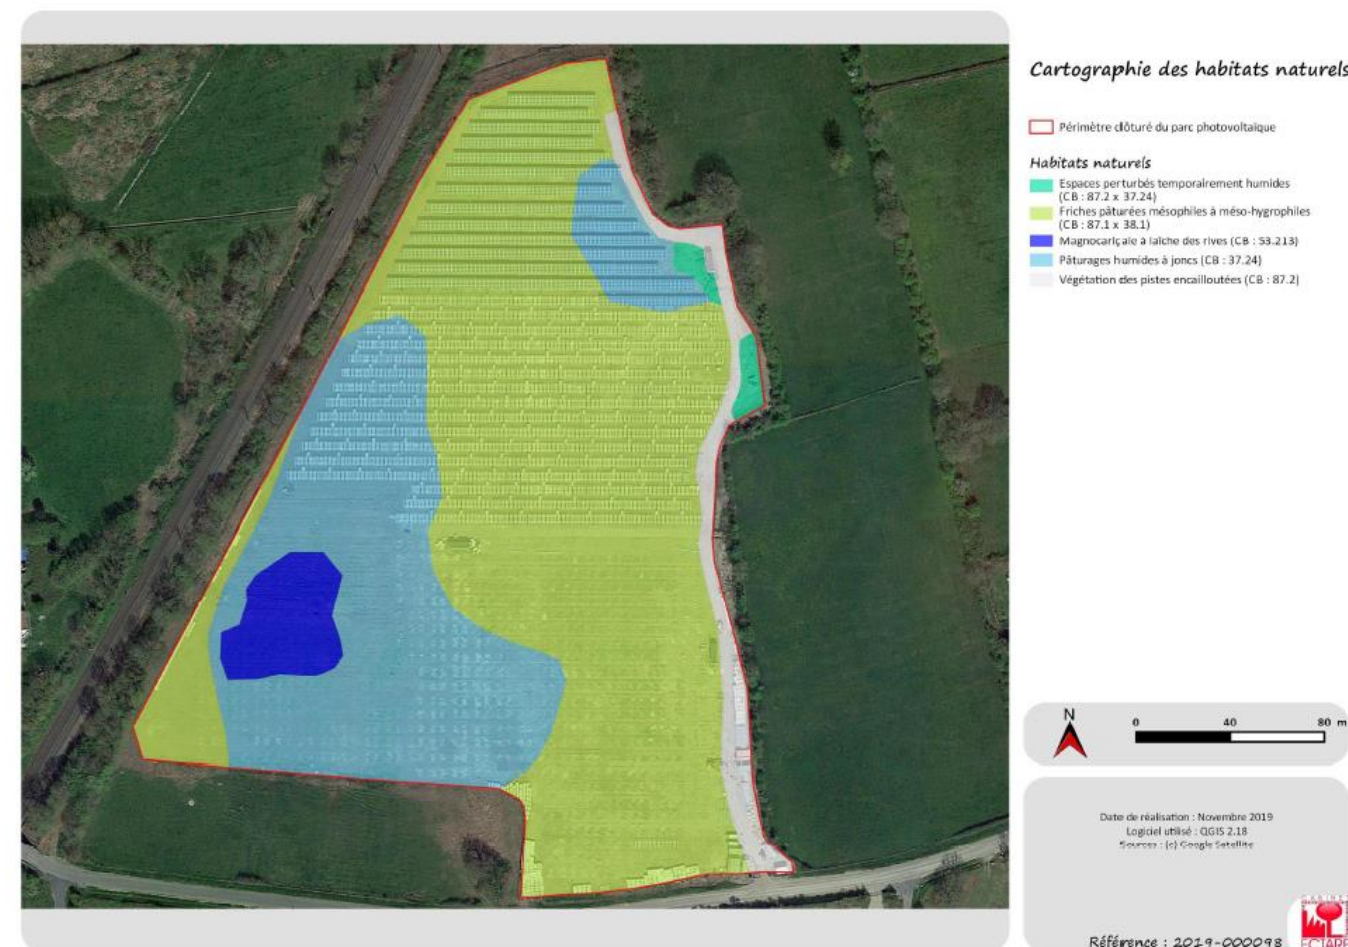 Cartographie des habitats naturels
Périmètre clôturé du parc photovoltaïque
Habitats naturels
Espaces perturbés temporairement humides
(CB : 87.2 x 37.24)
Friches pâturées mésophiles à méso-hygrophiles
(CB : 87.1 x 38.1)
Magnocariçaie à laîche des rives (CB : 53.213)
Pâturages humides à joncs (CB : 37.24)
Végétation des pistes encailloutées (CB : 87.2)
N
0 40 80 m
Date de réalisation : Novembre 2019
Logiciel utilisé : QGIS 2.18
Sources : (c) Google Satellite
Référence : 2019-000098
CABINET
ECTARE